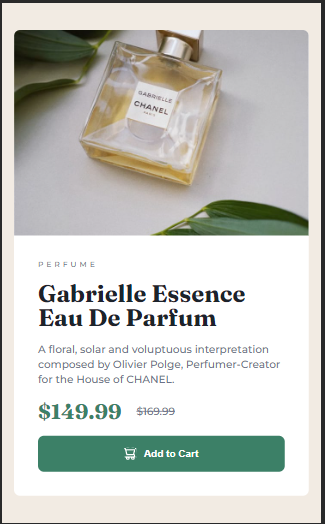 GABRIELLE
CHANEL
PARIS
PERFUME
Gabrielle Essence
Eau De Parfum
A floral, solar and voluptuous interpretation
composed by Olivier Polge, Perfumer-Creator
for the House of CHANEL.
$149.99 $169.99
Add to Cart